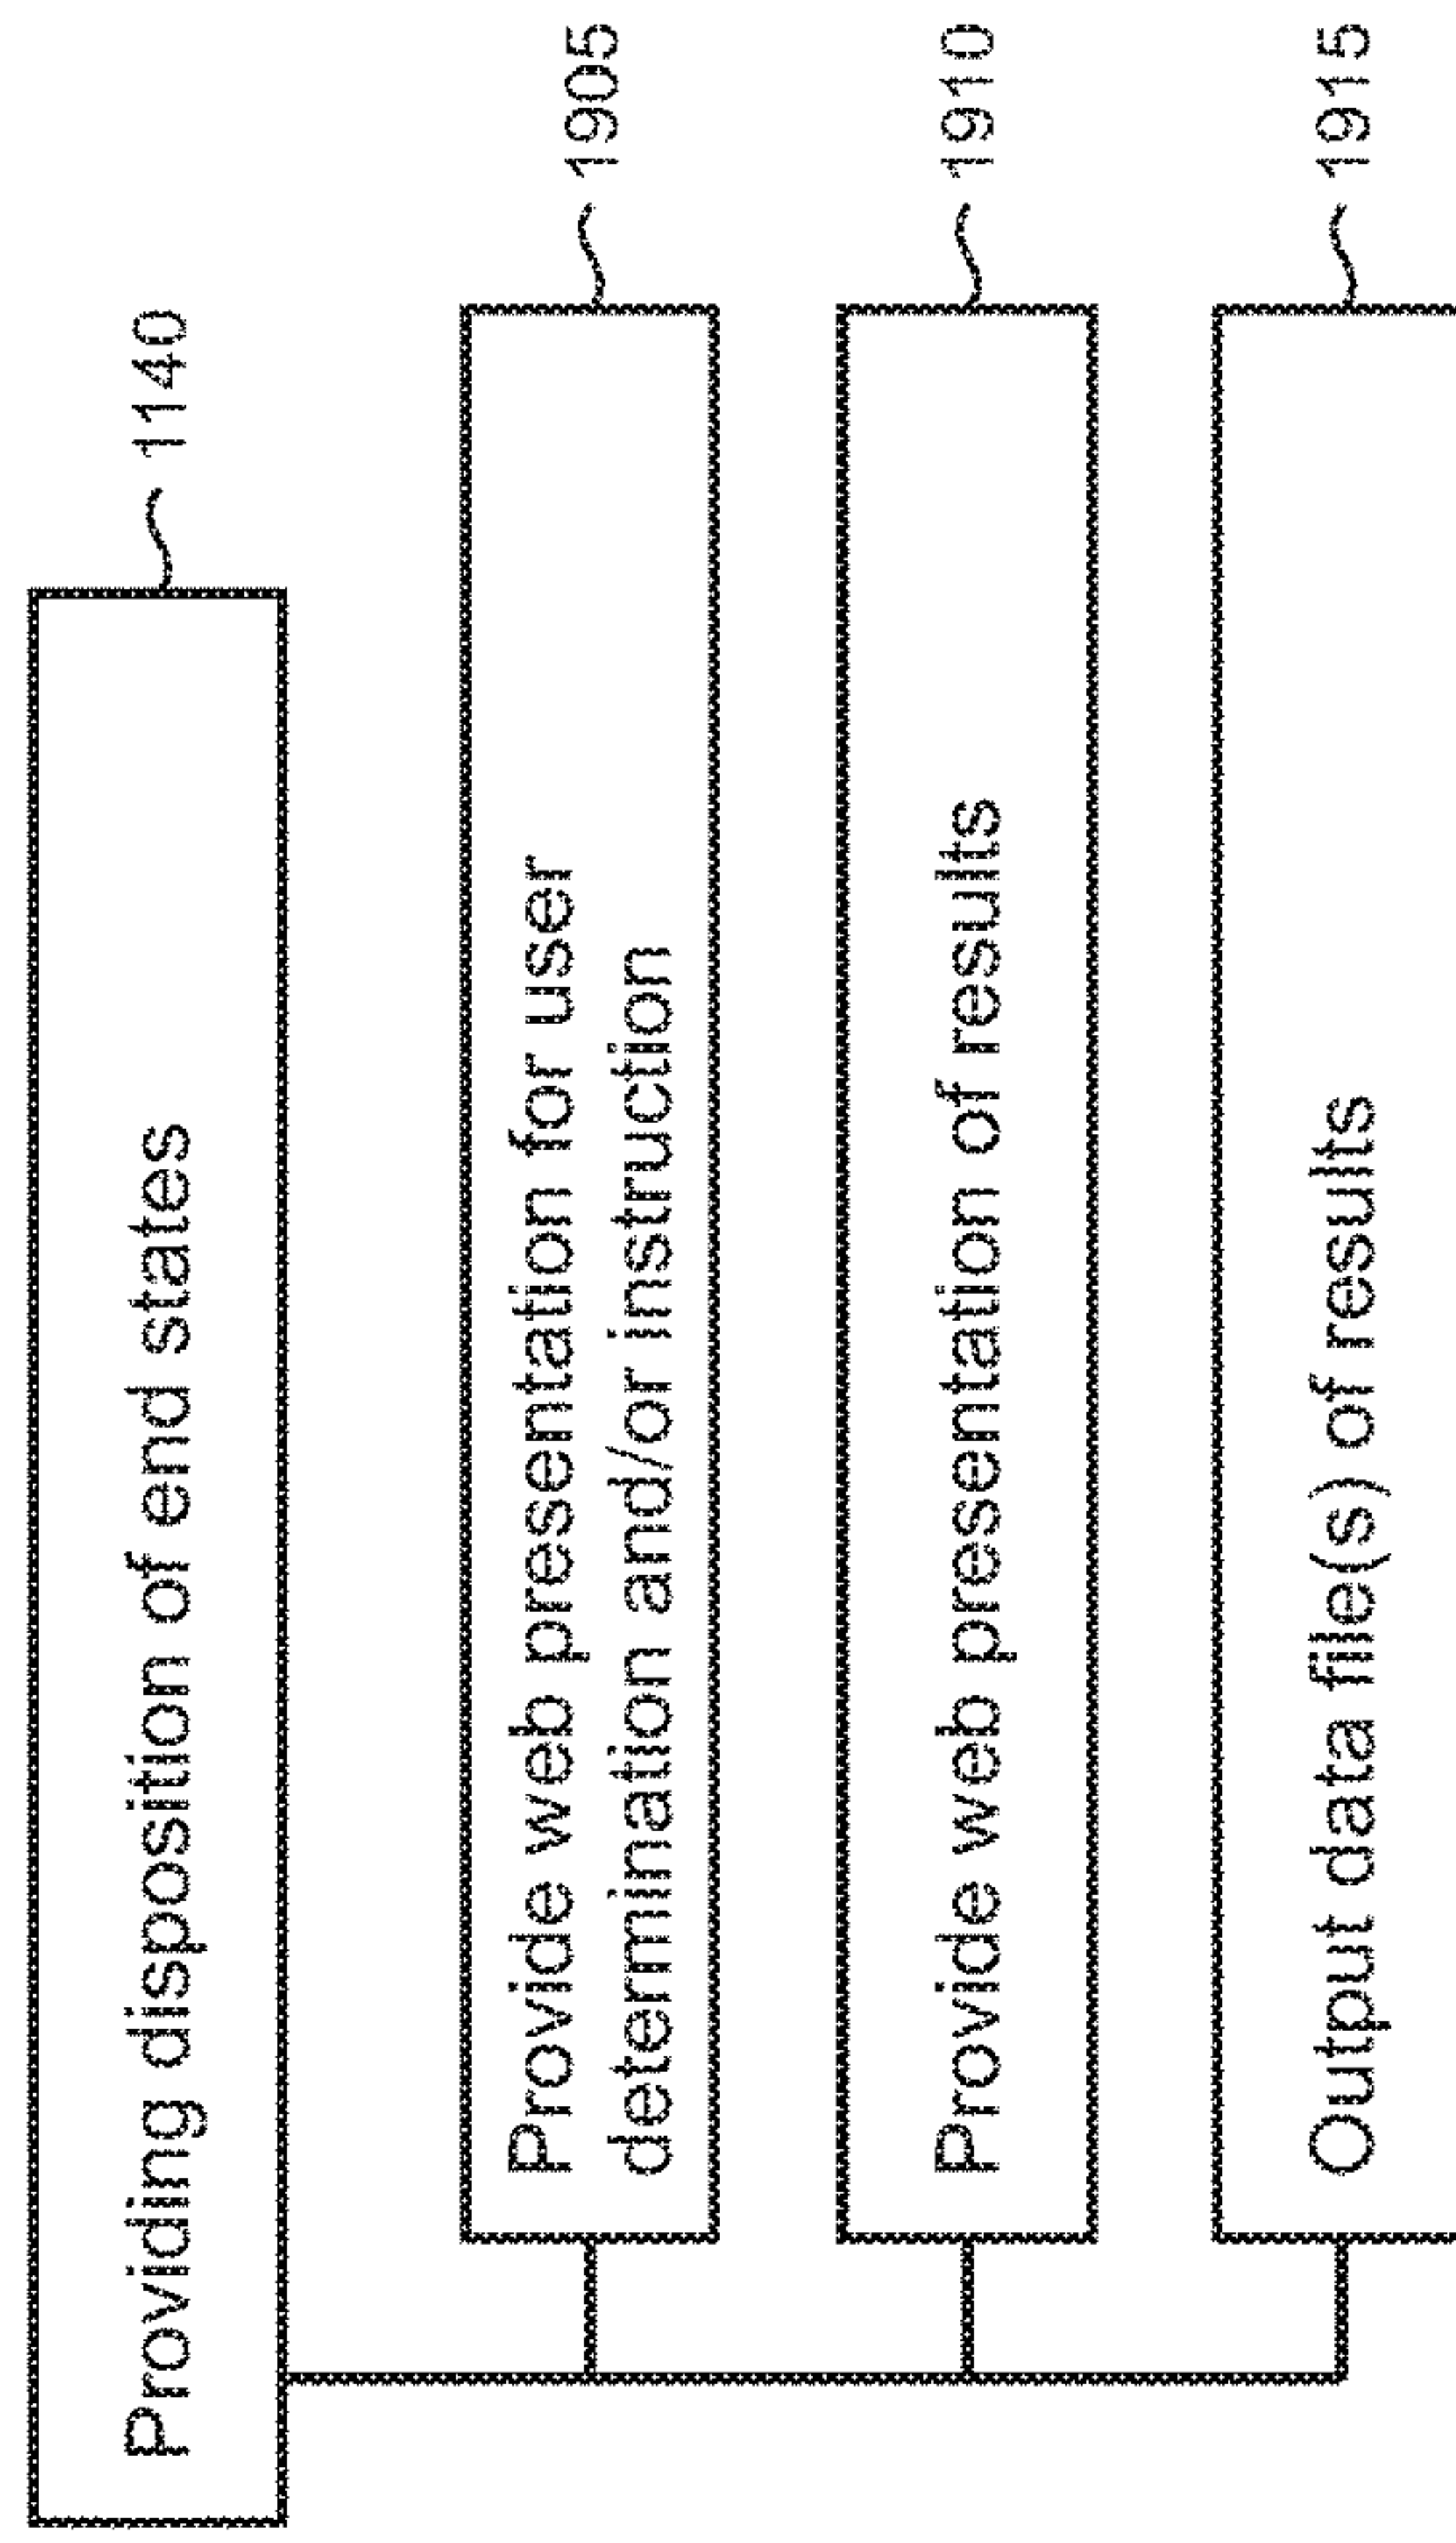 Providing disposition of end states
1140
Provide web presentation for user
determination and/or instruction
1905
Provide web presentation of results
1910
Output data file(s) of results
1915